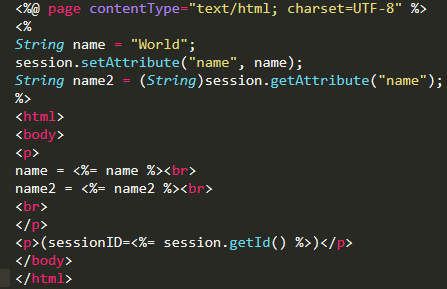 <%@ page contentType="text/html; charset=UTF-8" %>
<%
String name = "World";
session.setAttribute("name", name);
String name2 = (String)session.getAttribute("name");
%>
<html>
<body>
<p>
name = <%= name %><br>
name2 = <%= name2 %><br>
<br>
</p>
<p>(sessionID=<%= session.getId() %>)</p>
</body>
</html>